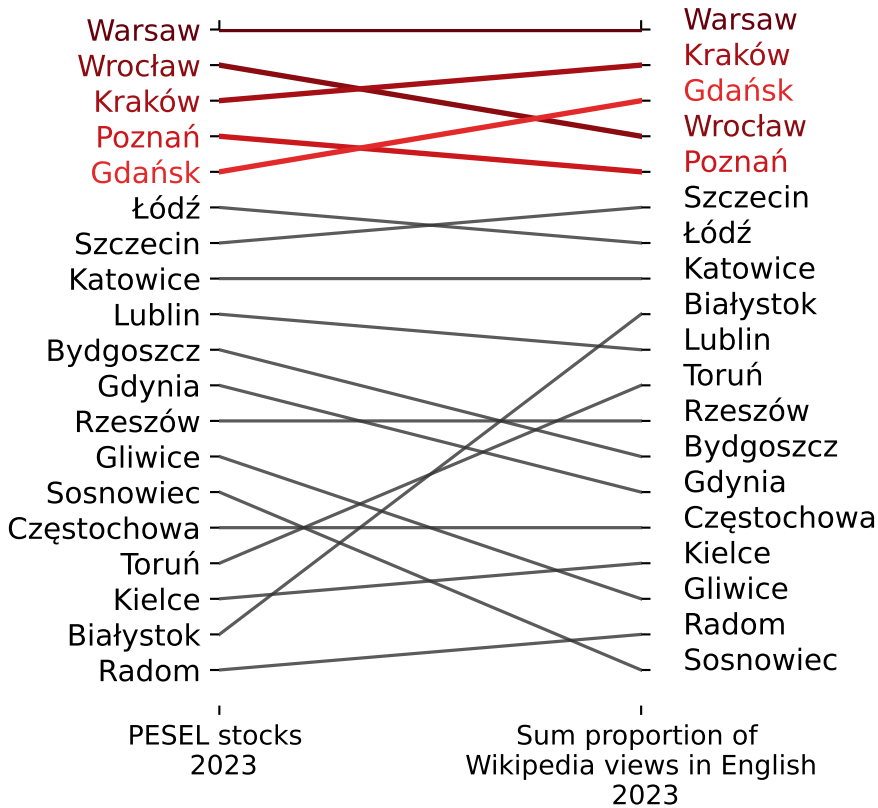 Warsaw
Wrocław
Kraków
Poznań
Gdańsk
Łódź
Szczecin
Katowice
Lublin
Bydgoszcz
Gdynia
Rzeszów
Gliwice
Sosnowiec
Częstochowa
Toruń
Kielce
Białystok
Radom
Warsaw
Kraków
Gdańsk
Wrocław
Poznań
Szczecin
Łódź
Katowice
Białystok
Lublin
Toruń
Rzeszów
Bydgoszcz
Gdynia
Częstochowa
Kielce
Gliwice
Radom
Sosnowiec
PESEL stocks
2023
Sum proportion of
Wikipedia views in English
2023